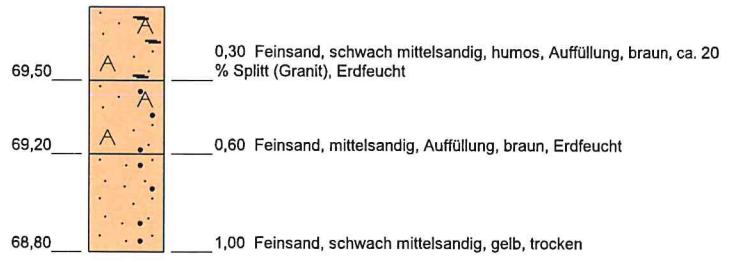 A
0,30 Feinsand, schwach mittelsandig, humos, Auffüllung, braun, ca. 20
A
69,50 % Splitt (Granit), Erdfeucht
A
A
69,20 0,60 Feinsand, mittelsandig, Auffüllung, braun, Erdfeucht
68,80 1,00 Feinsand, schwach mittelsandig, gelb, trocken